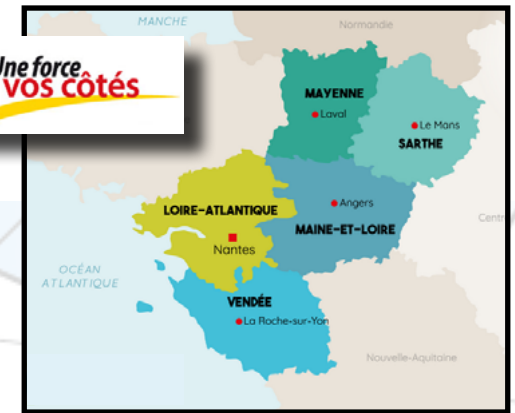 MANCHE
Normandie
Une force
vos côtés
MAYENNE
Laval
Le Mans
SARTHE
LOIRE-ATLANTIQUE
Angers
MAINE-ET-LOIRE
Nantes
OCÉAN
ATLANTIQUE
VENDÉE
La Roche-sur-Yon
Nouvelle-Aquitaine